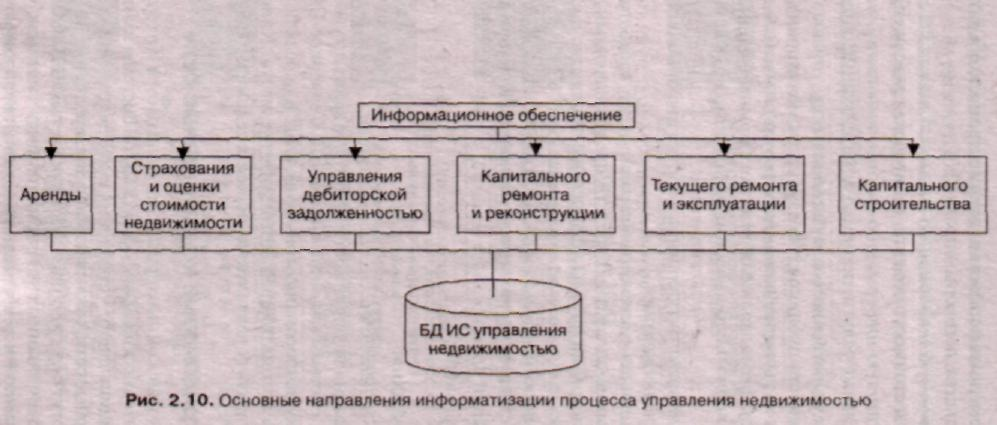 Информационное обеспечение
Аренды
Страхования
и оценки
стоимости
недвижимости
Управления
дебиторской
задолженностью
Капитального
ремонта
и реконструкции
Текущего ремонта
и эксплуатации
Капитального
строительства
БД ИС управления
недвижимостью
Рис. 2.10. Основные направления информатизации процесса управления недвижимостью